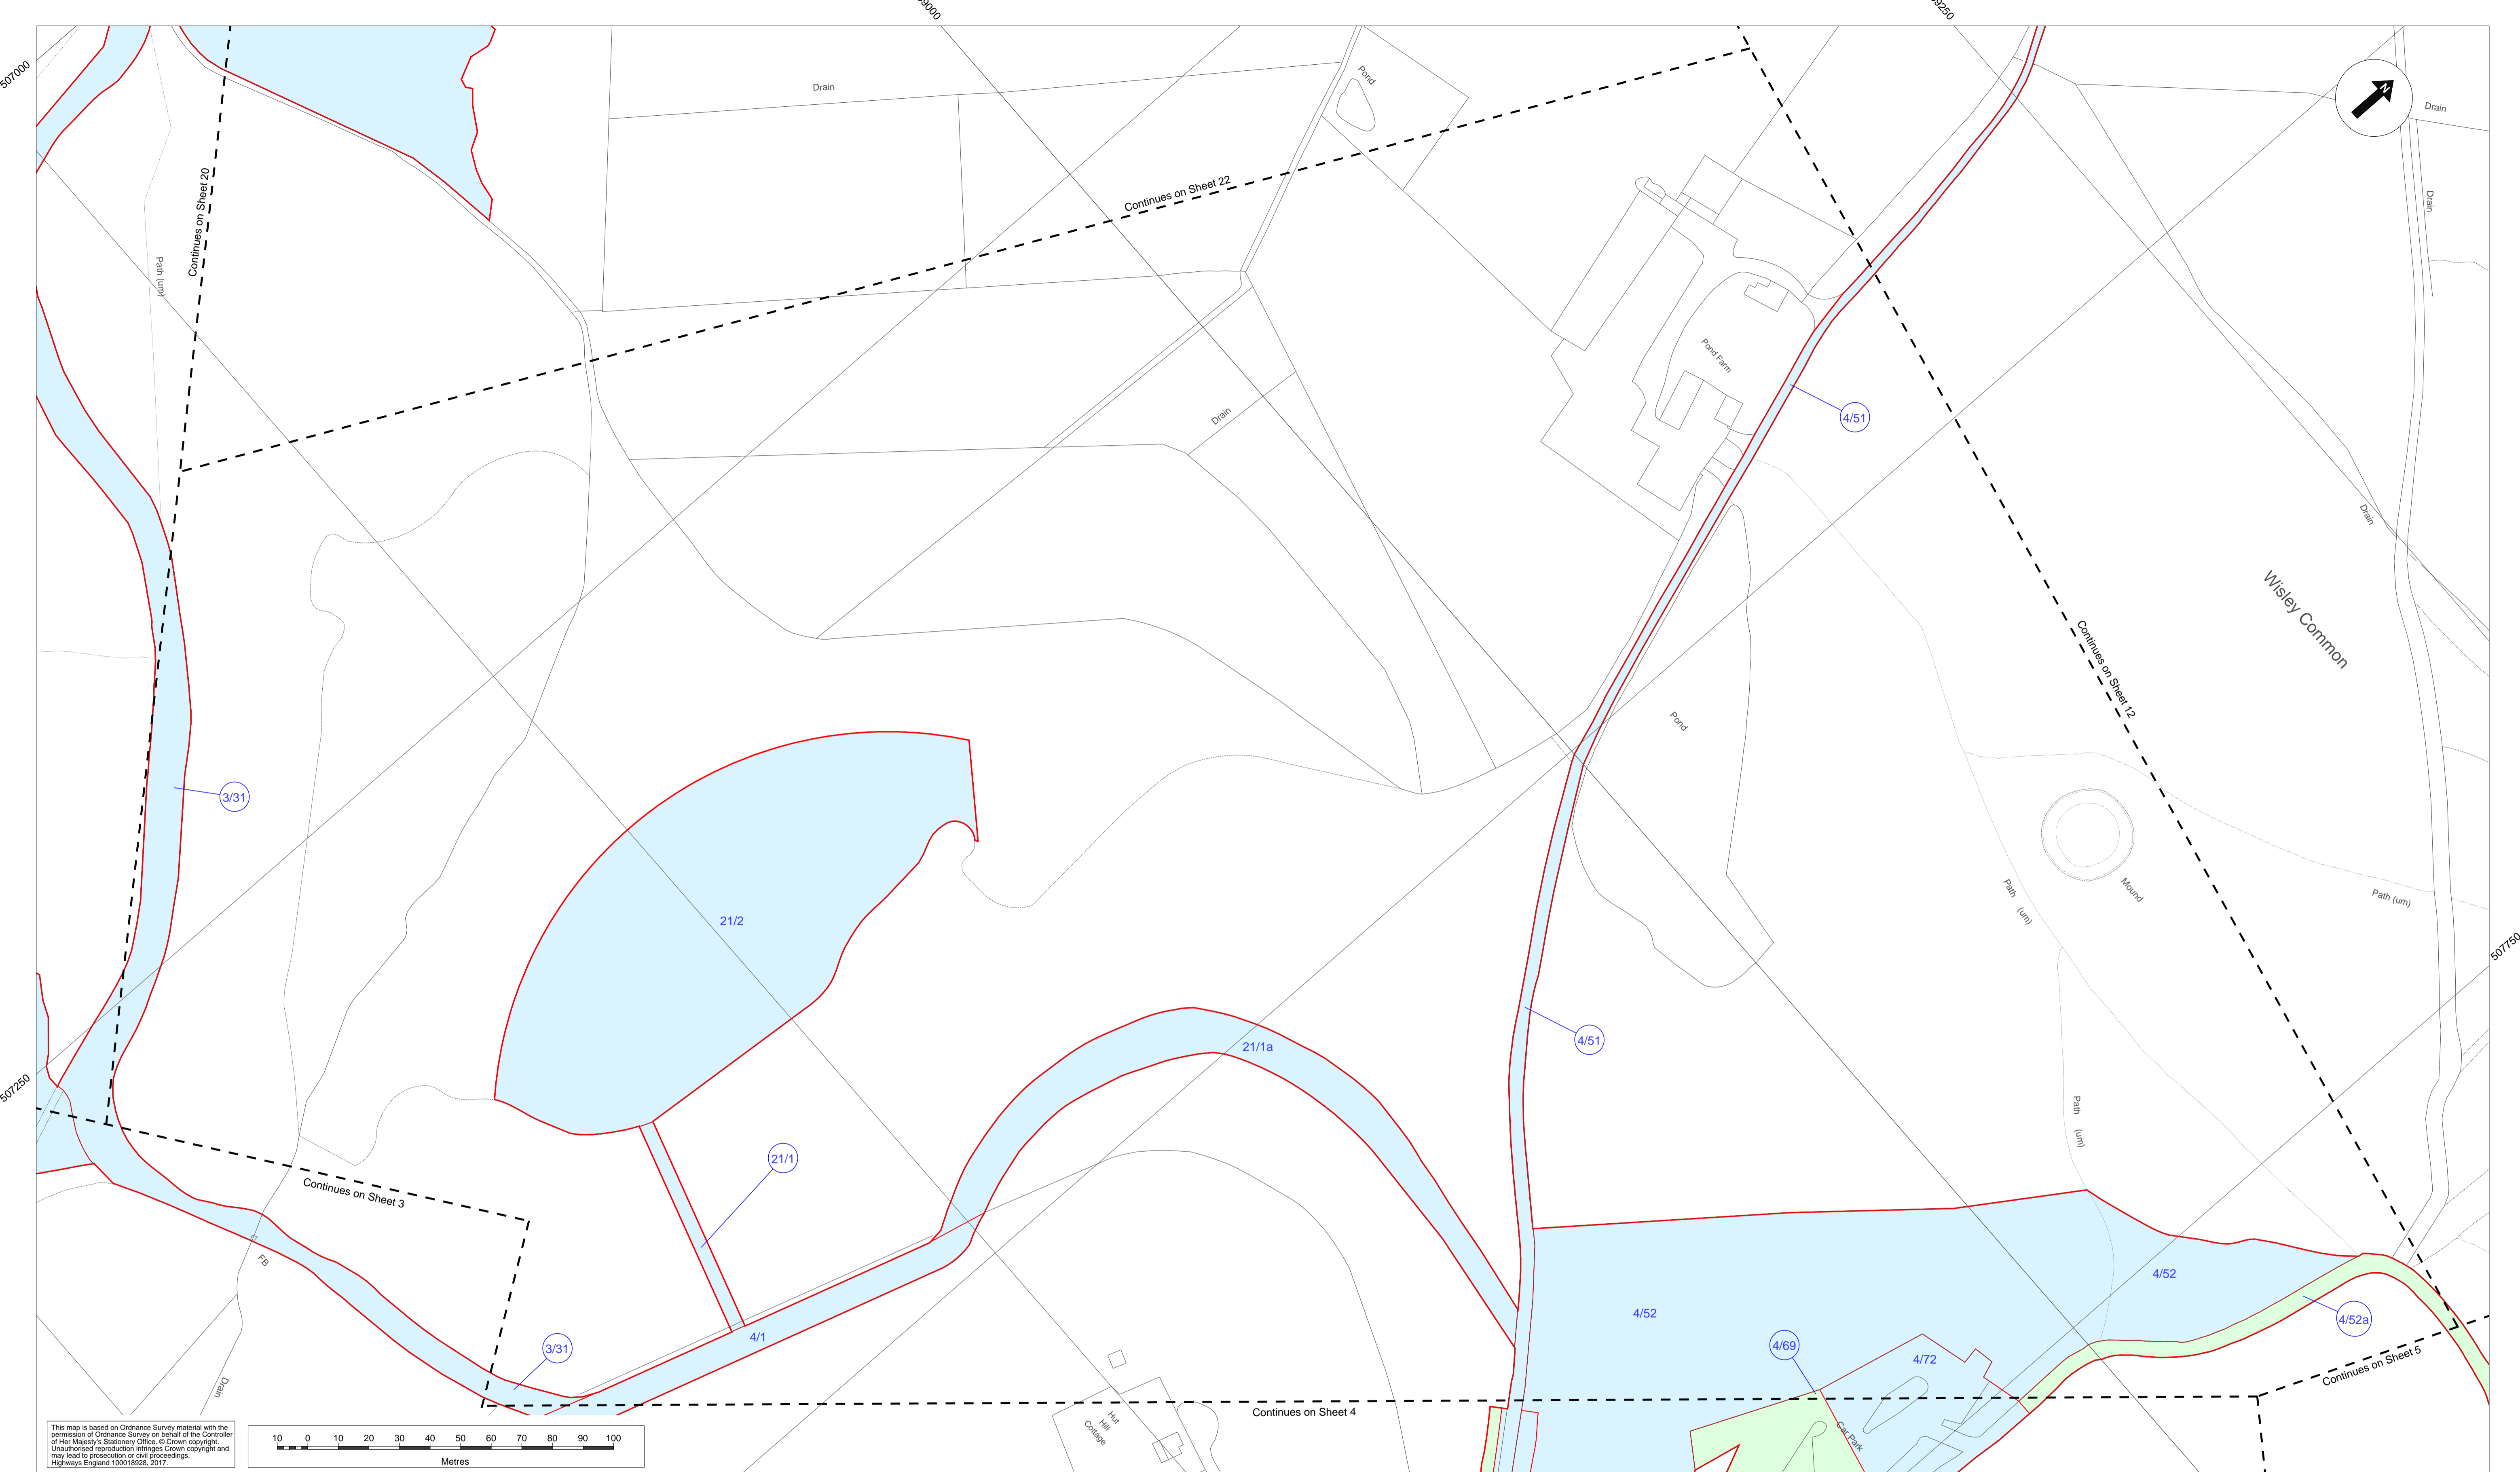 9000
9250
507000
N
Drain
Pond
Drain
Drain
Continues on Sheet 20
Continues on Sheet 22
Path (um)
Pond Farm
Drain
4/51
Drain
Wisley Common
Continues on Sheet 12
Pond
3/31
Mound
Path (um)
Path (um)
21/2
507750
21/1a
4/51
507250
Path (um)
21/1
Continues on Sheet 3
FB
4/52
4/52
4/52a
4/1
3/31
4/69
4/72
Continues on Sheet 5
Drain
Continues on Sheet 4
Hut
Hill
Cottage
Car Park
This map is based on Ordnance Survey material with the
permission of Ordnance Survey on behalf of the Controller
of Her Majesty's Stationery Office. © Crown copyright.
Unauthorised reproduction infringes Crown copyright and
may lead to prosecution or civil proceedings.
Highways England 100018928, 2017.
10 0 10 20 30 40 50 60 70 80 90 100
Metres